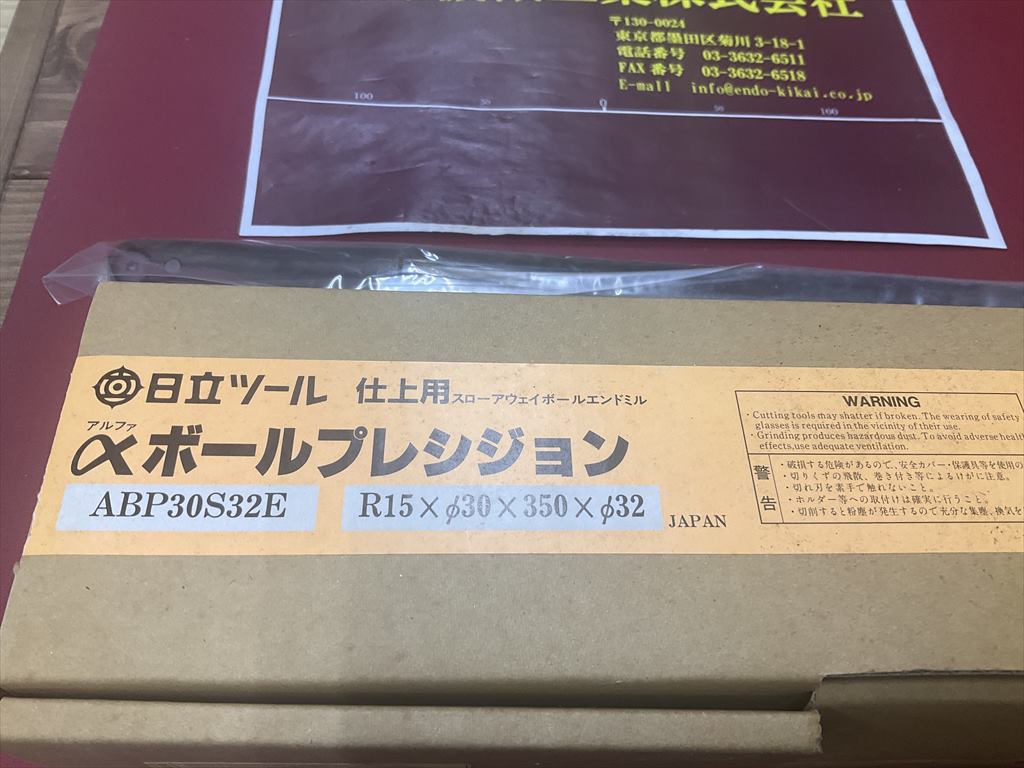 株式会社
〒130-0024
東京都墨田区菊川3-18-1
電話番号 03-3632-6511
FAX 番号 03-3632-6518
E-mail info@endo-kikai.co.jp
100 50 0 50 100
日立ツール 仕上用スローアウェイボールエンドミル
アルファ
αボールプレシジョン
ABP30S32E R15×φ30×350×φ32 JAPAN
WARNING
・Cutting tools may shatter if broken. The wearing of safety
glasses is required in the vicinity of their use.
・Grinding produces hazardous dust. To avoid adverse health
effects,use adequate ventilation.
警告
・破損する危険があるので、安全カバー・保護具等を使用の
・切りくずの飛散、巻き付き等によるけがに注意。
・切れ刃を素手で触れないこと。
・ホルダー等への取付けは確実に行うこと。
・切削すると粉塵が発生するので充分な集塵、換気を